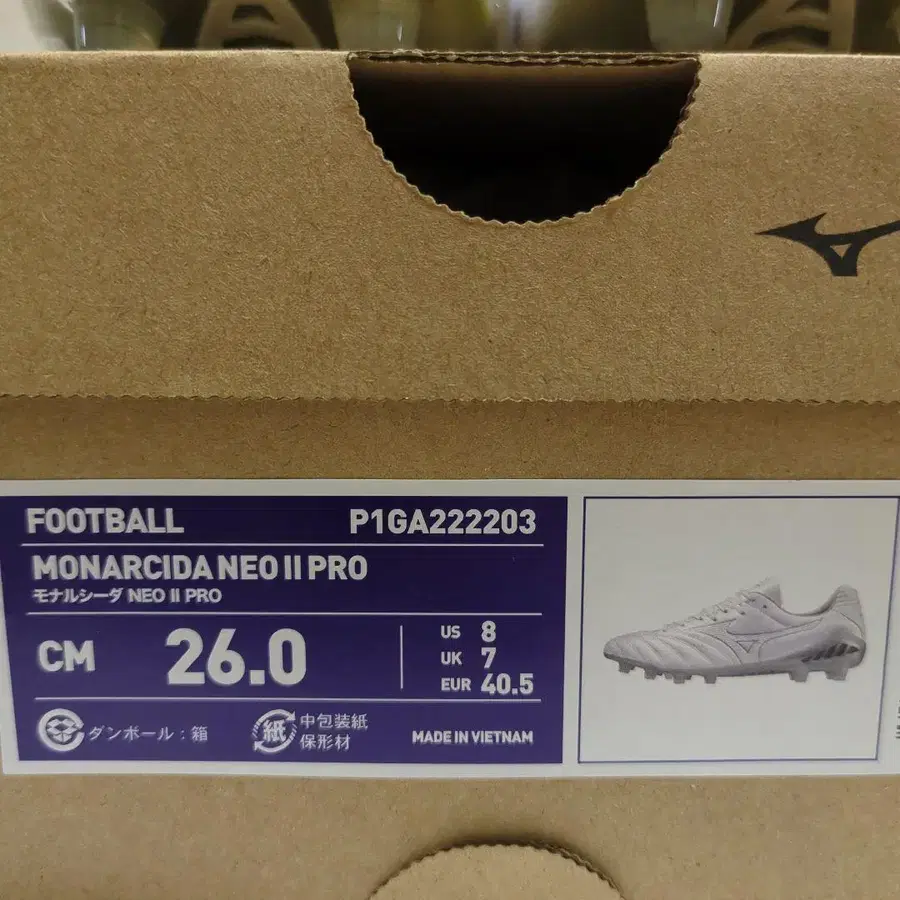 FOOTBALL P1GA222203
MONARCIDA NEO II PRO
モナルシーダ NEO II PRO
CM 26.0
US 8
UK 7
EUR 40.5
ダンボール : 箱
紙 中包装紙
保形材
MADE IN VIETNAM